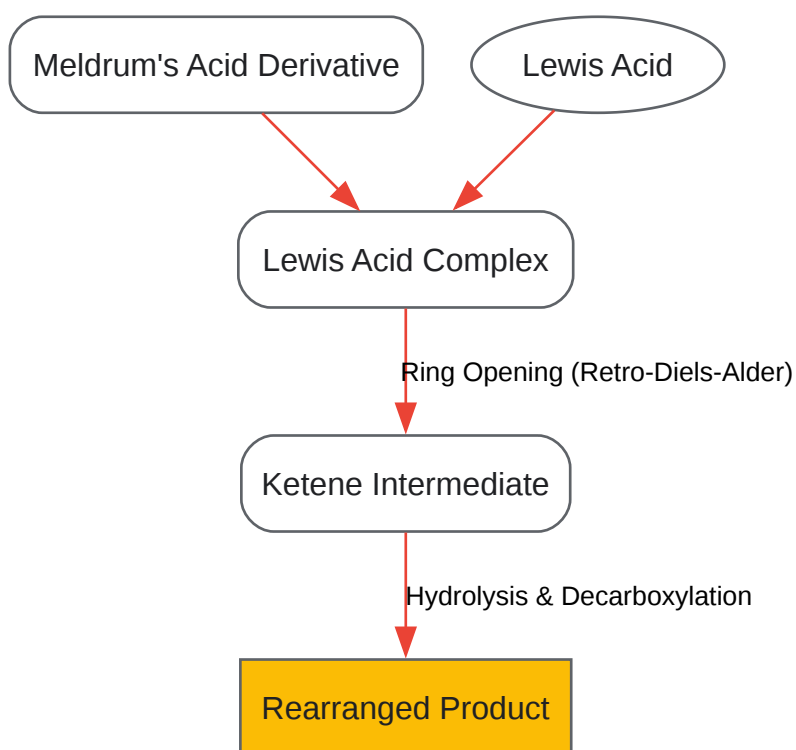 Meldrum's Acid Derivative
Lewis Acid
Lewis Acid Complex
Ring Opening (Retro-Diels-Alder)
Ketene Intermediate
Hydrolysis & Decarboxylation
Rearranged Product